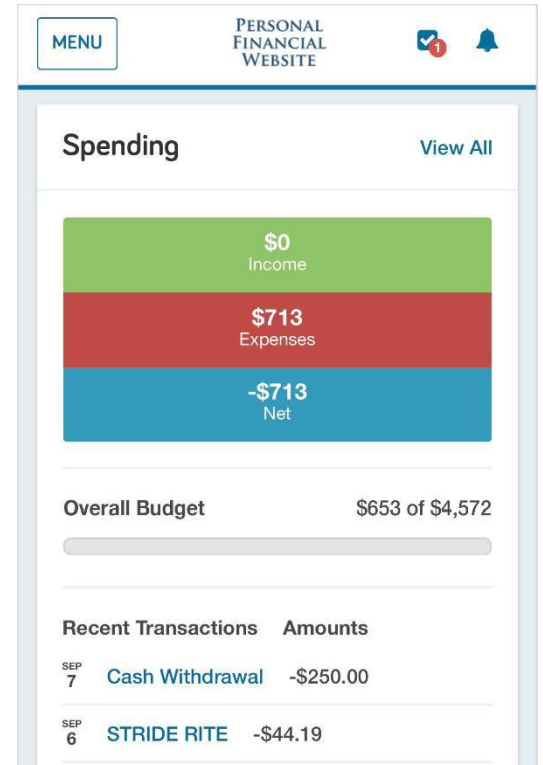 MENU
PERSONAL
FINANCIAL
WEBSITE
1
Spending
View All
$0
Income
$713
Expenses
-$713
Net
Overall Budget
$653 of $4,572
Recent Transactions Amounts
SEP
7
Cash Withdrawal -$250.00
SEP
6
STRIDE RITE -$44.19